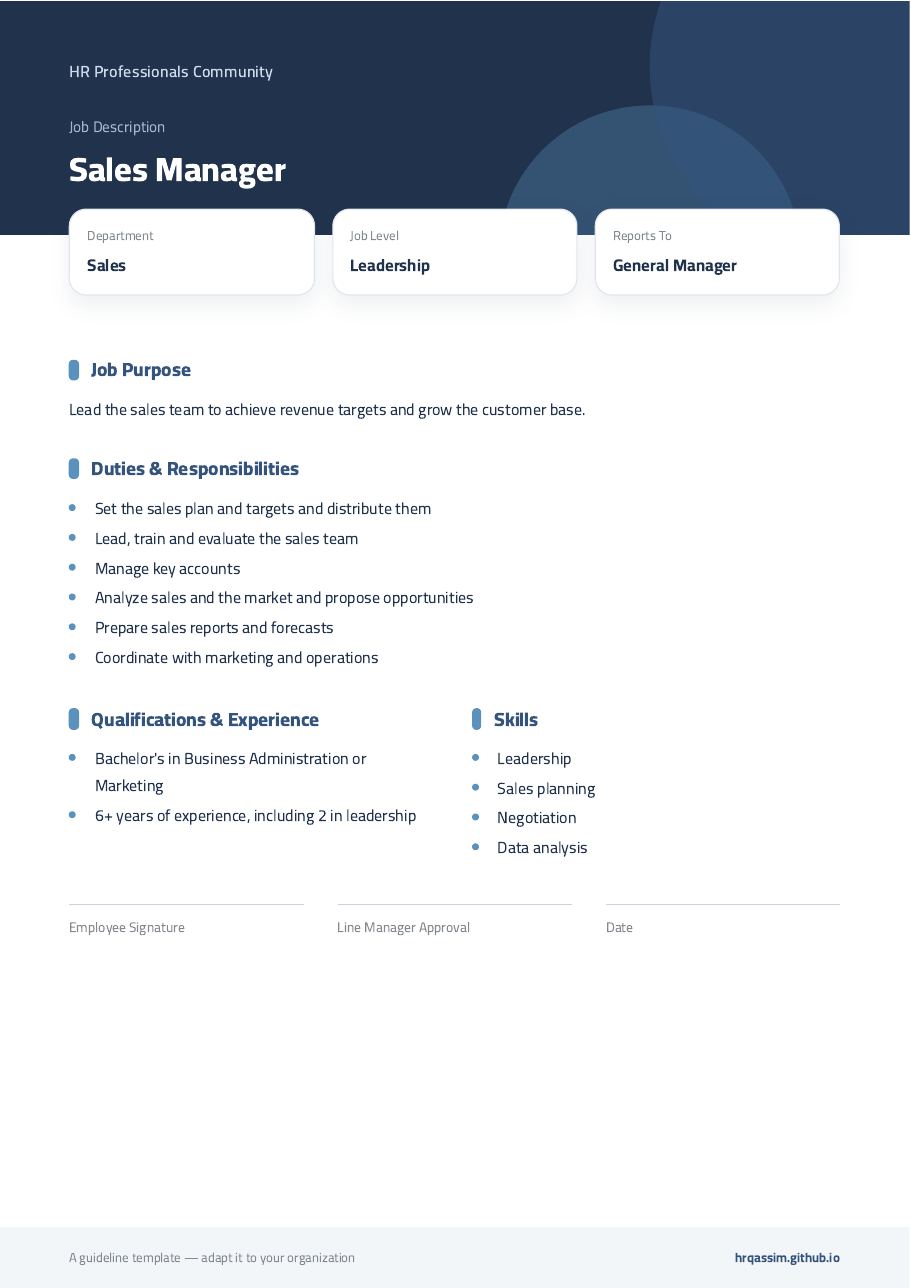 HR Professionals Community
Job Description
Sales Manager
Department
Sales
Job Level
Leadership
Reports To
General Manager
Job Purpose
Lead the sales team to achieve revenue targets and grow the customer base.
Duties & Responsibilities
Set the sales plan and targets and distribute them
Lead, train and evaluate the sales team
Manage key accounts
Analyze sales and the market and propose opportunities
Prepare sales reports and forecasts
Coordinate with marketing and operations
Qualifications & Experience
Bachelor's in Business Administration or
Marketing
6+ years of experience, including 2 in leadership
Skills
Leadership
Sales planning
Negotiation
Data analysis
Employee Signature
Line Manager Approval
Date
A guideline template — adapt it to your organization
hrqassim.github.io